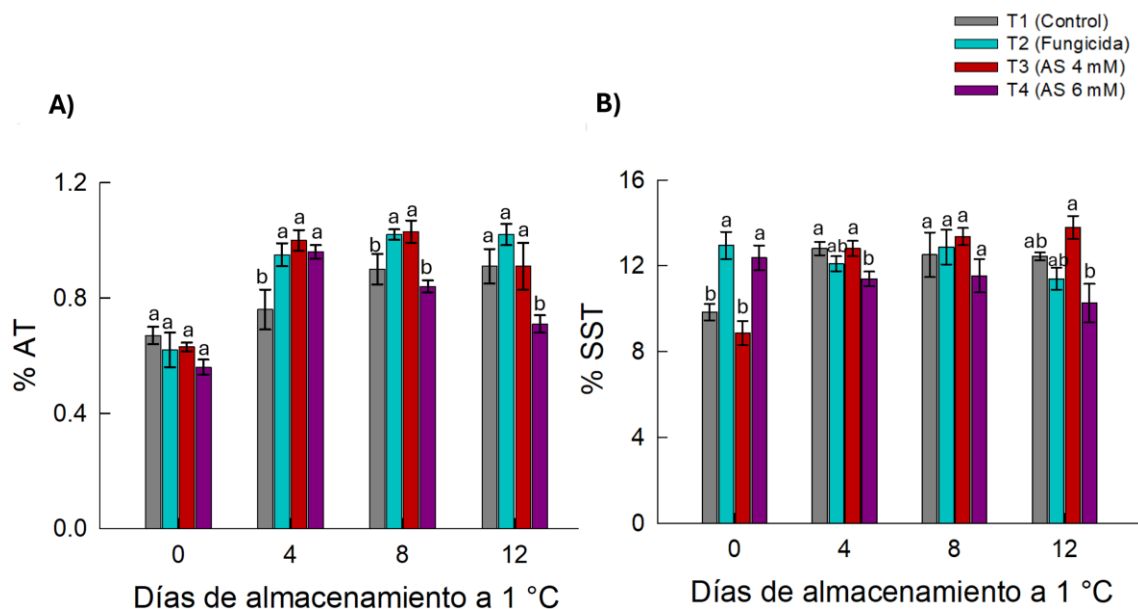 T1 (Control)
T2 (Fungicida)
T3 (AS 4 mM)
T4 (AS 6 mM)
A)
% AT
1.2
0.8
0.4
0.0
a a a a
b a a a
b a a b
a a a b
0 4 8 12
Días de almacenamiento a 1 °C
B)
% SST
16
12
8
4
0
b a b a
a ab a b
a a a a
ab ab a b
0 4 8 12
Días de almacenamiento a 1 °C